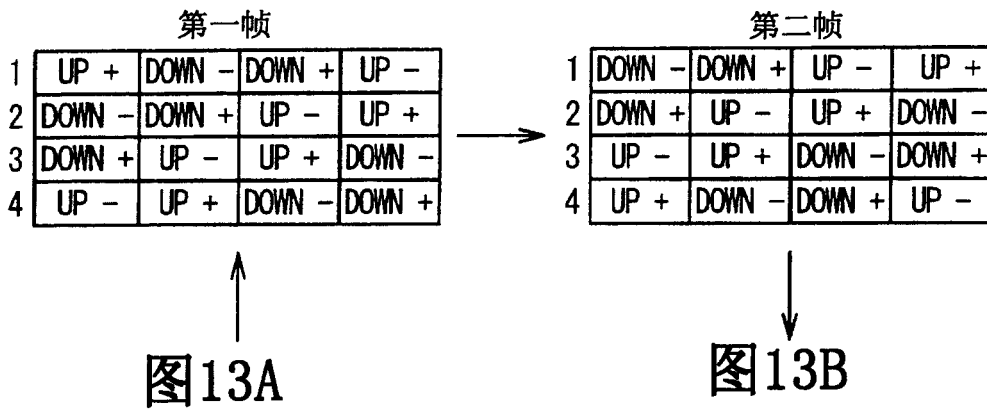 第一帧
1 UP + DOWN - DOWN + UP -
2 DOWN - DOWN + UP - UP +
3 DOWN + UP - UP + DOWN -
4 UP - UP + DOWN - DOWN +
图13A
第二帧
1 DOWN - DOWN + UP - UP +
2 DOWN + UP - UP + DOWN -
3 UP - UP + DOWN - DOWN +
4 UP + DOWN - DOWN + UP -
图13B